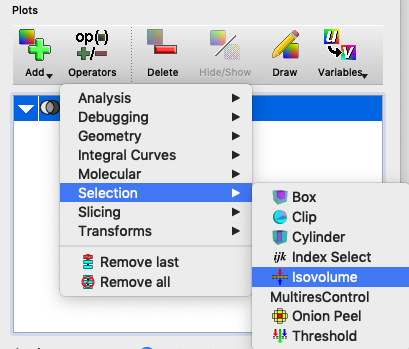 Plots
op()
+/-
u
v
Add Operators Delete Hide/Show Draw Variables
Analysis
Debugging
Geometry
Integral Curves
Molecular
Selection
Slicing
Transforms
Remove last
Remove all
Box
Clip
Cylinder
ijk Index Select
Isovolume
MultiresControl
Onion Peel
Threshold